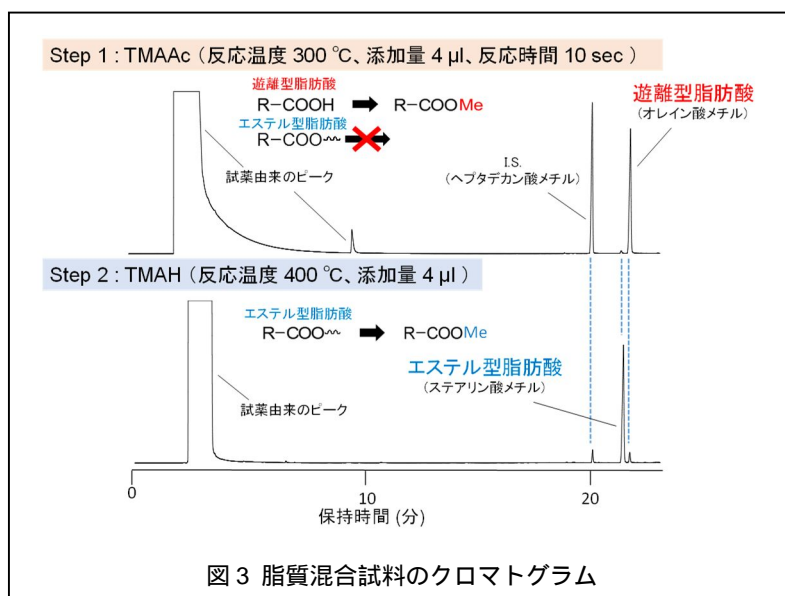 Step 1 : TMAAc（反応温度 300 ℃、添加量 4 µl、反応時間 10 sec ）
遊離型脂肪酸
R−COOH R−COOMe
エステル型脂肪酸
R−COO
試薬由来のピーク
I.S.
（ヘプタデカン酸メチル）
遊離型脂肪酸
（オレイン酸メチル）
Step 2 : TMAH（反応温度 400 ℃、添加量 4 µl ）
エステル型脂肪酸
R−COO R−COOMe
エステル型脂肪酸
（ステアリン酸メチル）
試薬由来のピーク
0 10 20
保持時間 (分)
図 3 脂質混合試料のクロマトグラム